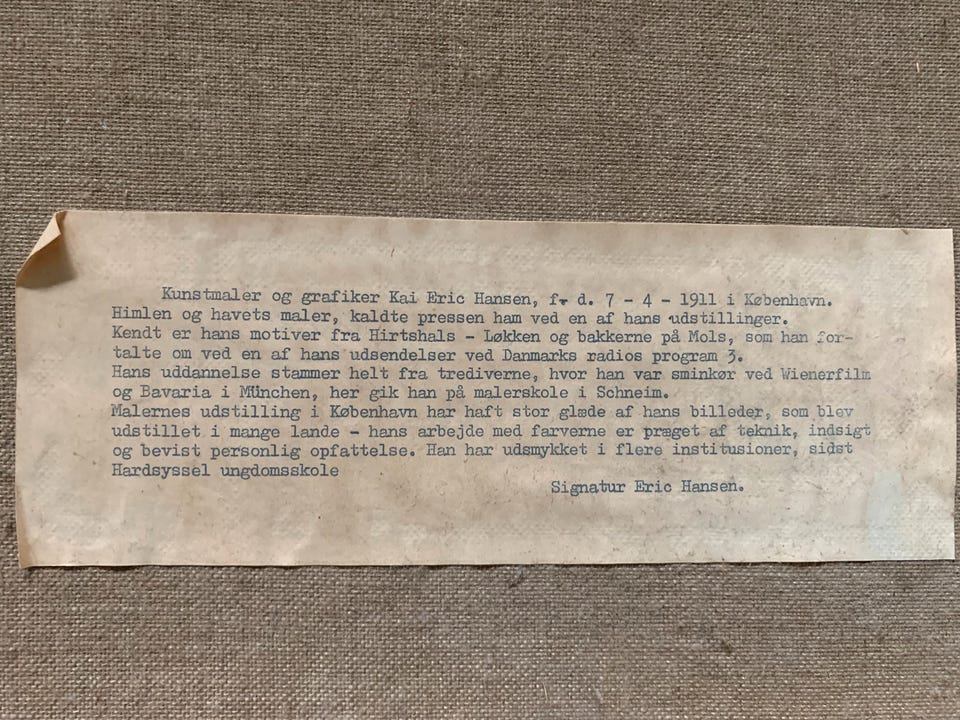 Kunstmaler og grafiker Kai Eric Hansen, f. d. 7 - 4 - 1911 i København.
Himlen og havets maler, kaldte pressen ham ved en af hans udstillinger.
Kendt er hans motiver fra Hirtshals - Løkken og bakkerne på Mols, som han for-
talte om ved en af hans udsendelser ved Danmarks radios program 3.
Hans uddannelse stammer helt fra trediverne, hvor han var sminkør ved Wienerfilm
og Bavaria i München, her gik han på malerskole i Schneim.
Malernes udstilling i København har haft stor glæde af hans billeder, som blev
udstillet i mange lande - hans arbejde med farverne er præget af teknik, indsigt
og bevist personlig opfattelse. Han har udsmykket i flere institusioner, sidst
Hardsyssel ungdomsskole
Signatur Eric Hansen.